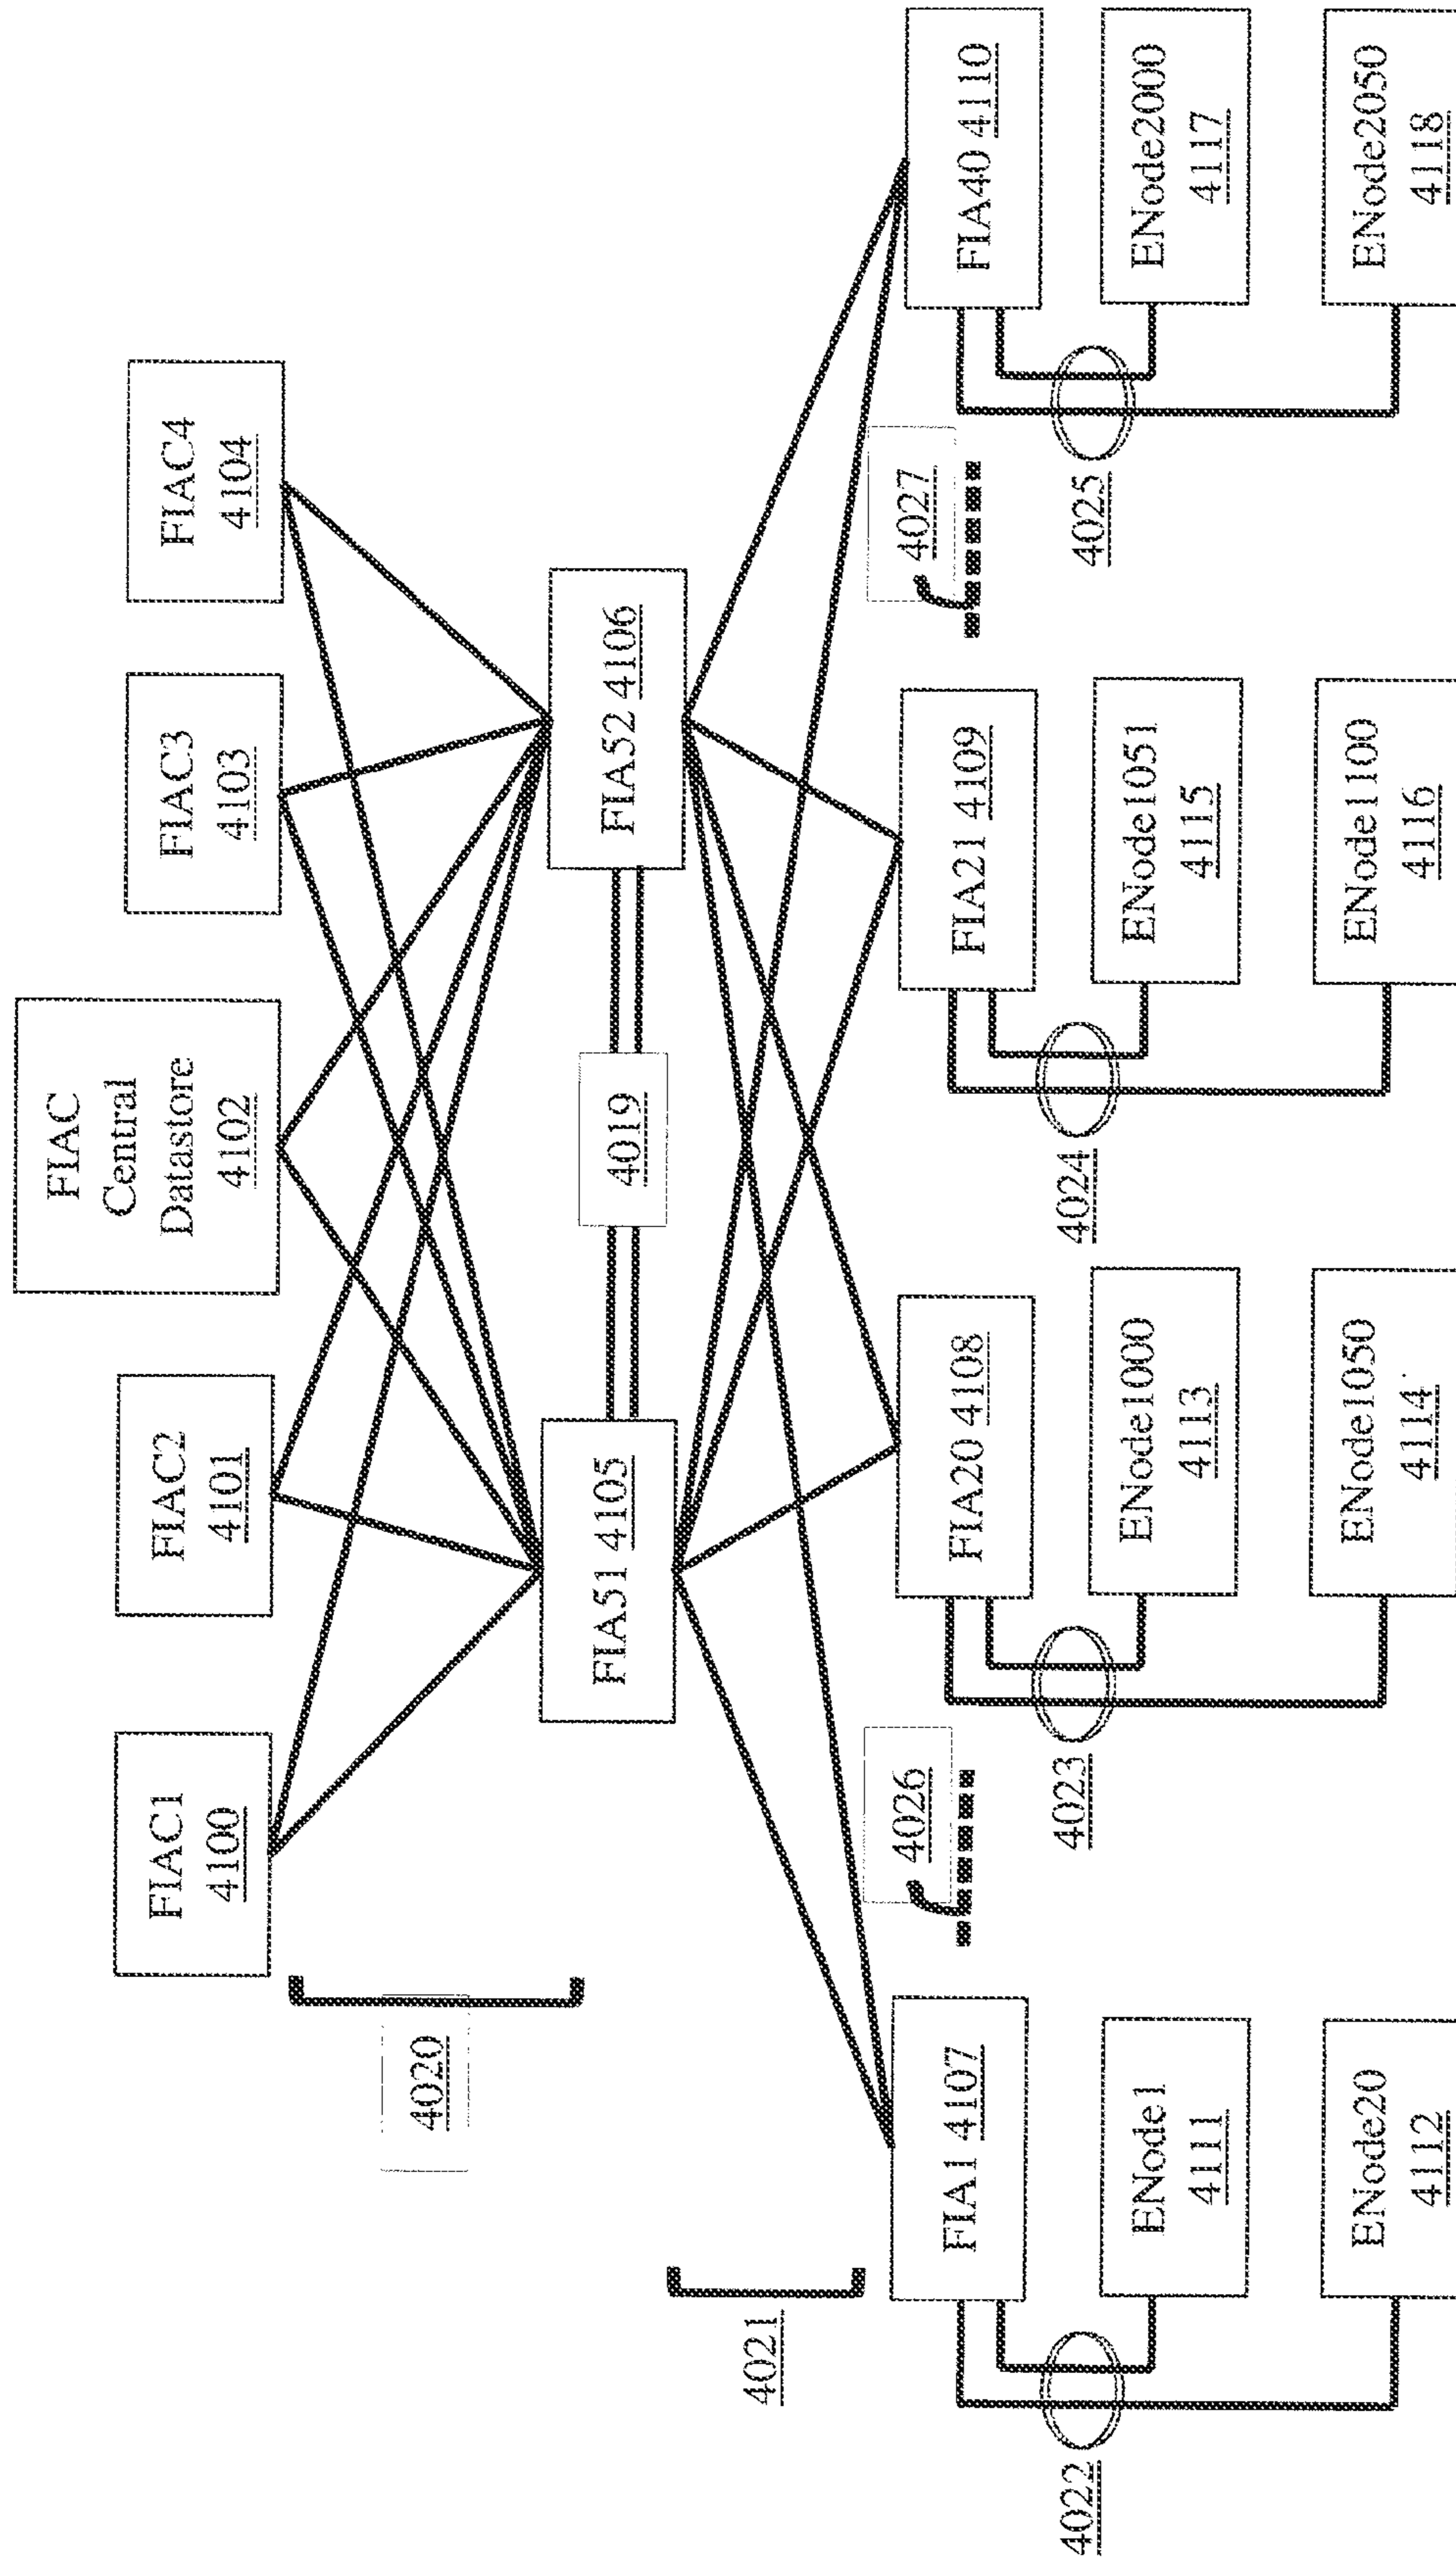 FIAC1
4100
FIAC2
4101
FIAC
Central
Datastore
4102
FIAC3
4103
FIAC4
4104
4020
FIA51 4105
4019
FIA52 4106
4021
4026
4027
FIA1 4107
FIA20 4108
FIA21 4109
FIA40 4110
4022
ENode1
4111
4023
ENode1000
4113
4024
ENode1051
4115
4025
ENode2000
4117
ENode20
4112
ENode1050
4114
ENode1100
4116
ENode2050
4118